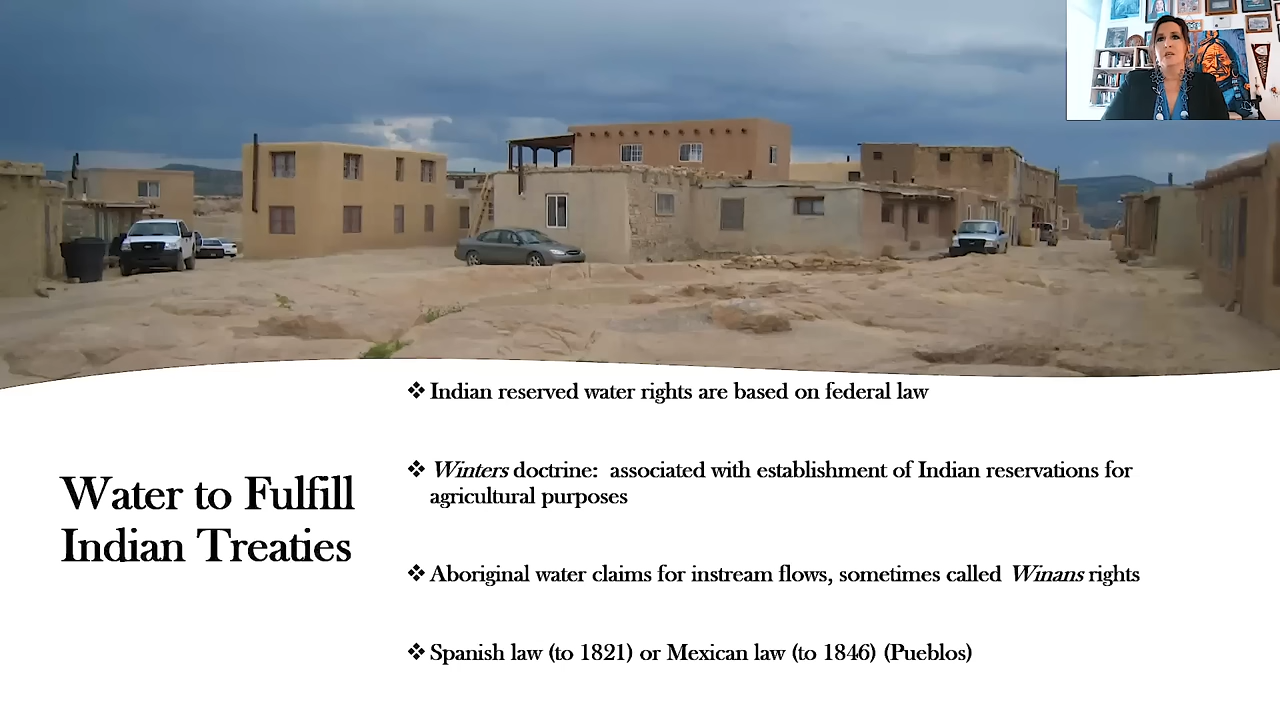 ❖ Indian reserved water rights are based on federal law
❖ Winters doctrine: associated with establishment of Indian reservations for
agricultural purposes
Water to Fulfill
Indian Treaties
❖ Aboriginal water claims for instream flows, sometimes called Winans rights
❖ Spanish law (to 1821) or Mexican law (to 1846) (Pueblos)